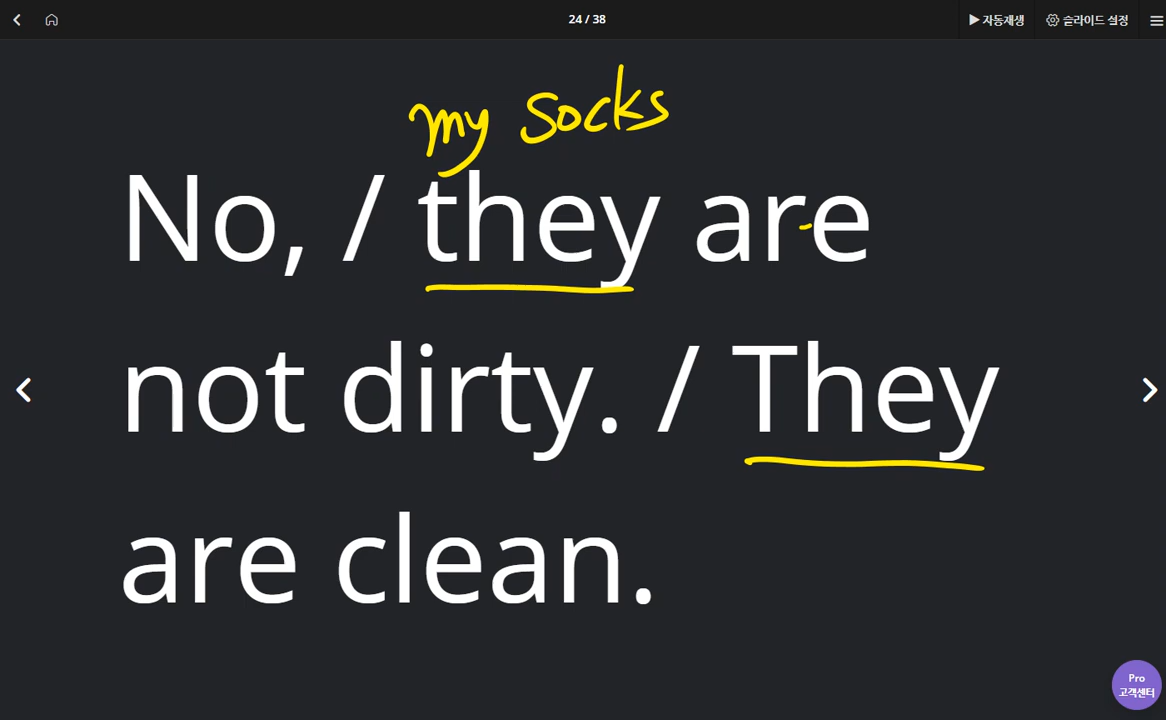 24 / 38
▶ 자동재생
슬라이드 설정
my socks
No, / they are
not dirty. / They
are clean.
Pro
고객센터